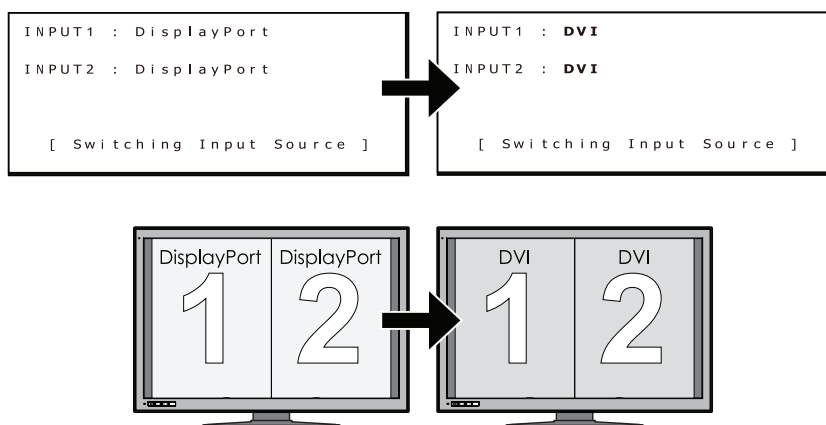 INPUT1 : DisplayPort
INPUT2 : DisplayPort
[ Switching Input Source ]
INPUT1 : DVI
INPUT2 : DVI
[ Switching Input Source ]
DisplayPort DisplayPort
1 2
DVI DVI
1 2